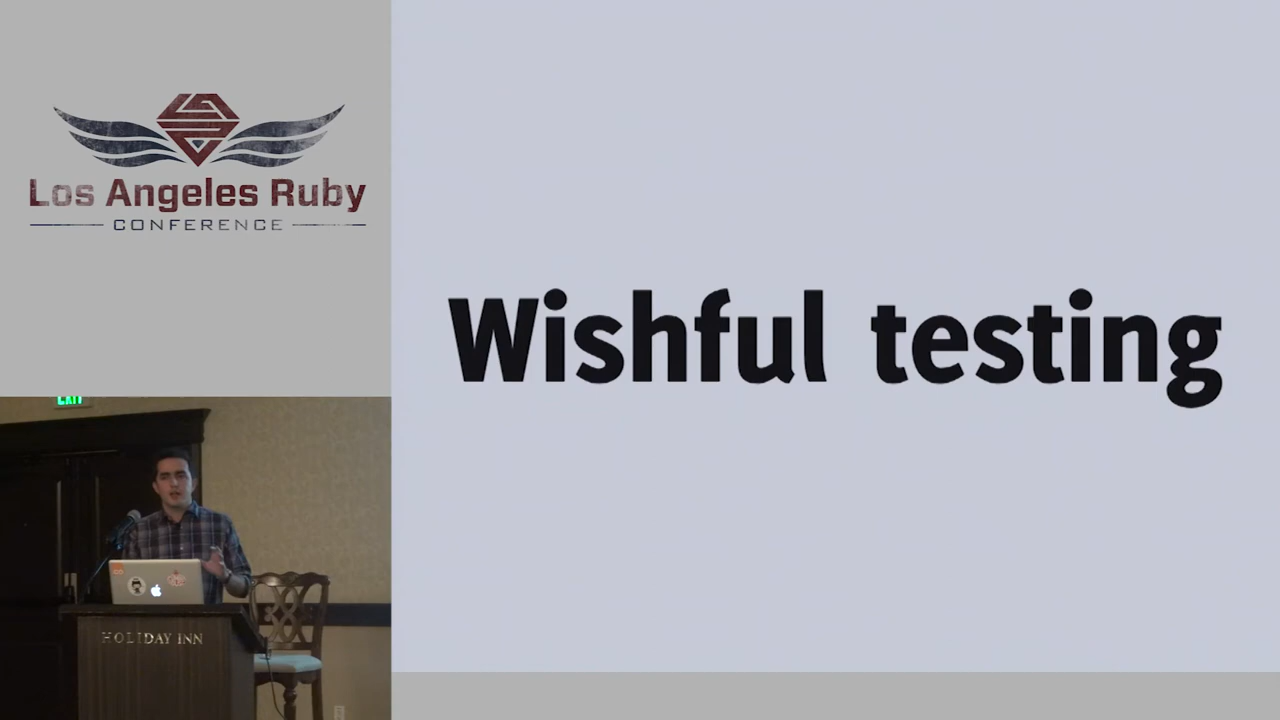 Los Angeles Ruby
CONFERENCE
Wishful testing
EXIT
HOLIDAY INN